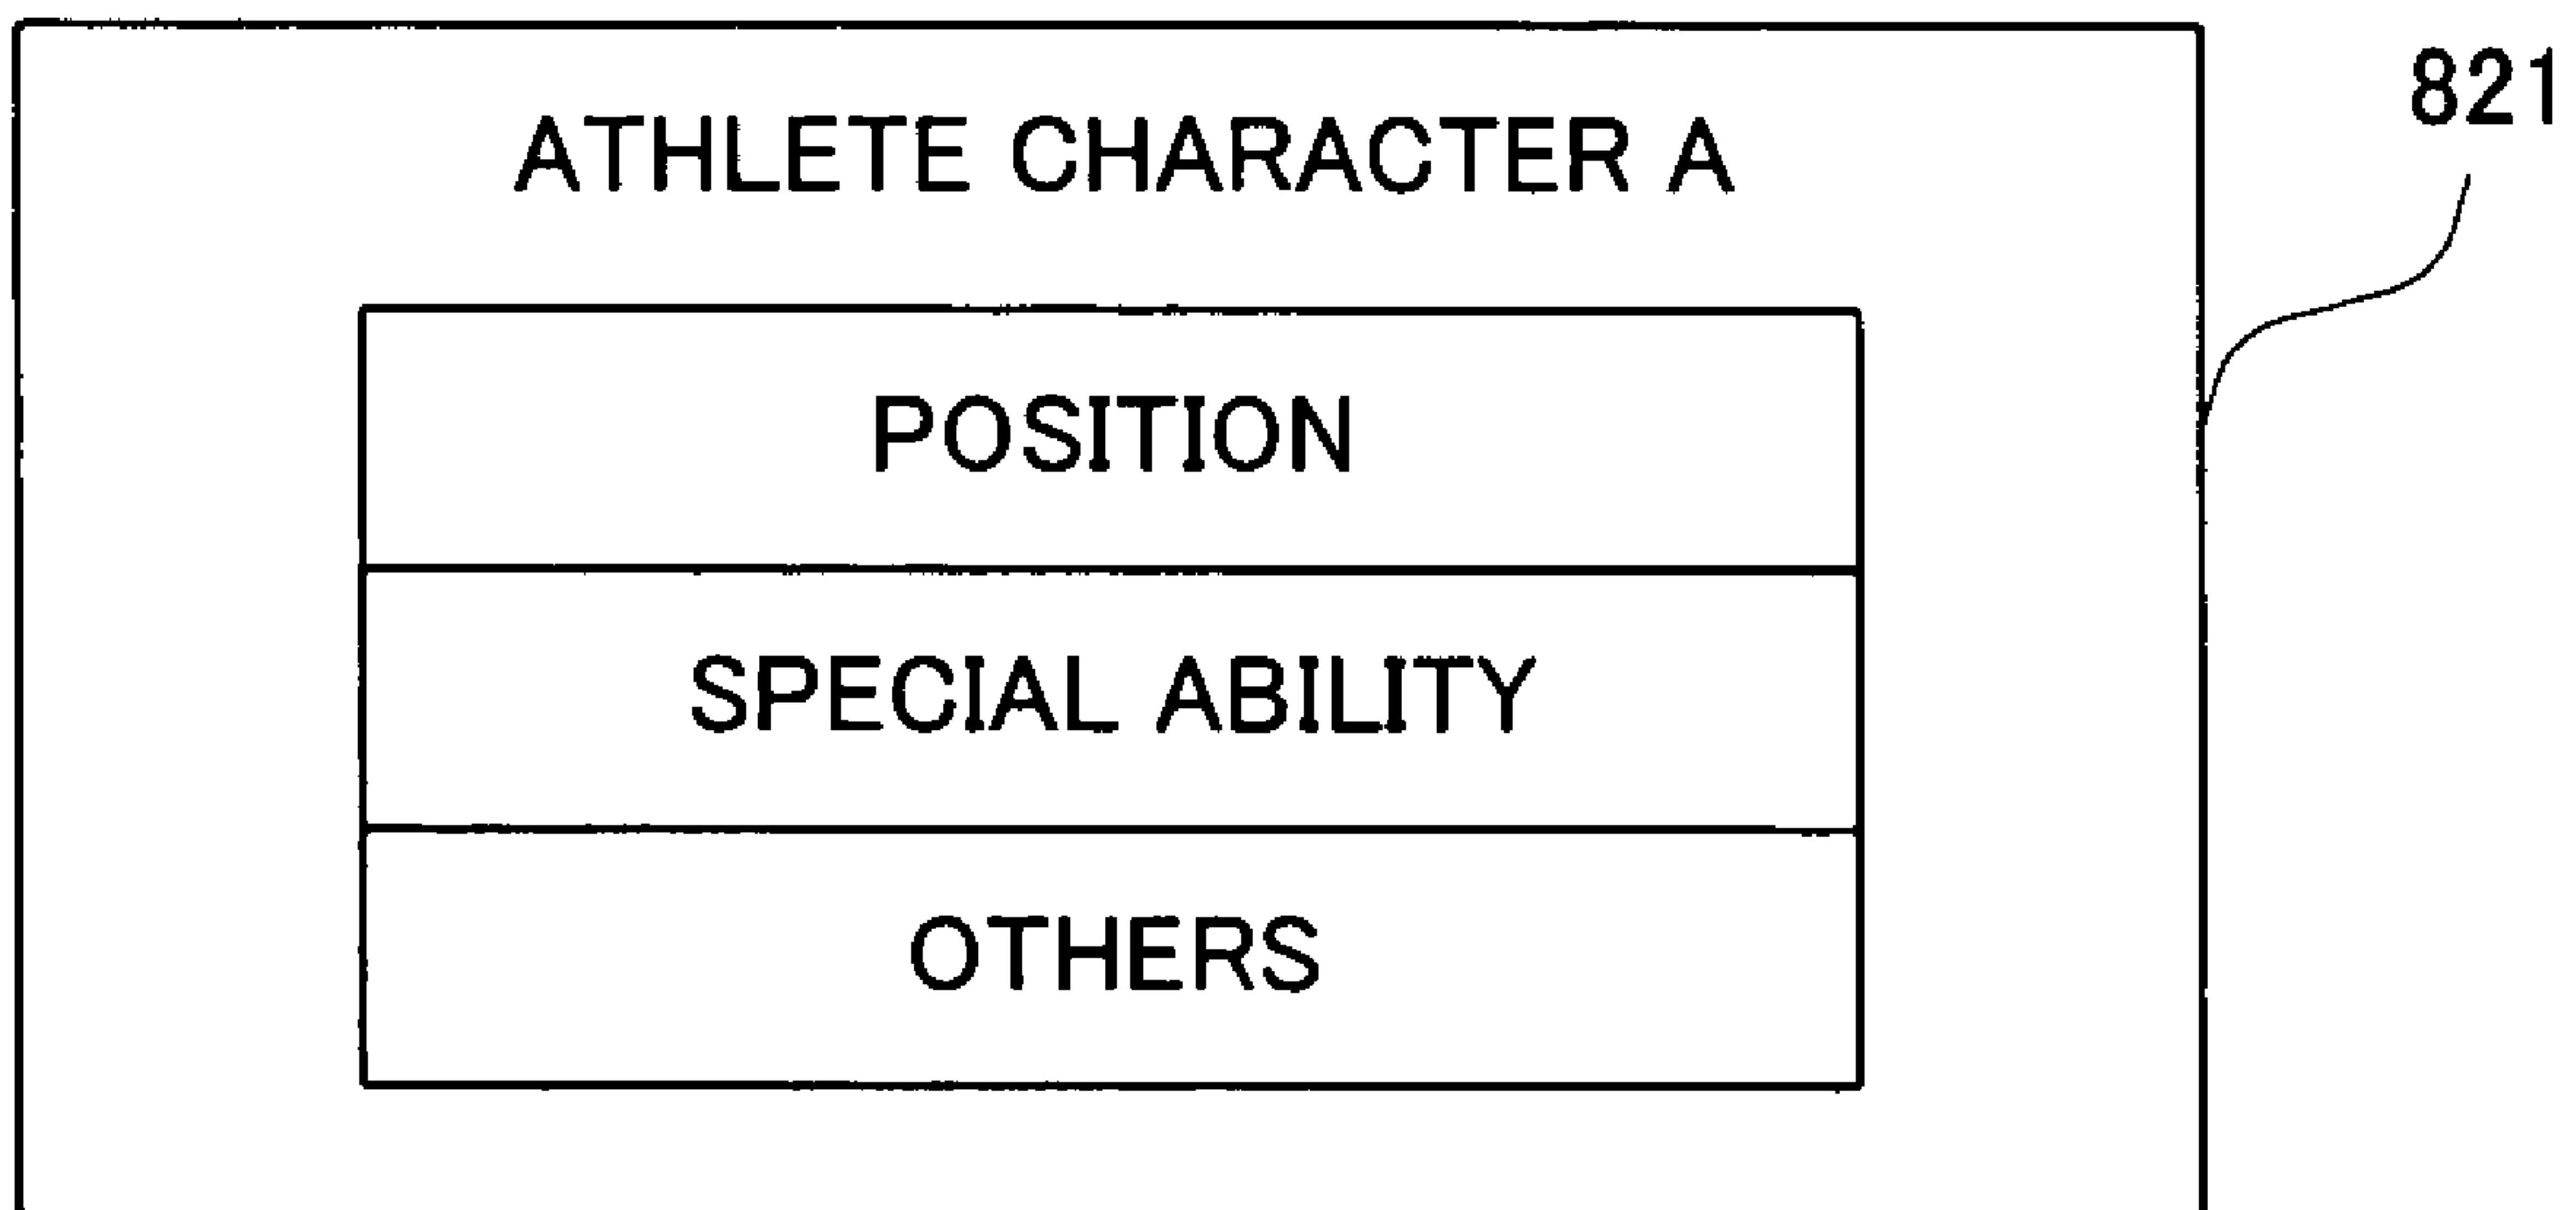 821
ATHLETE CHARACTER A
POSITION
SPECIAL ABILITY
OTHERS